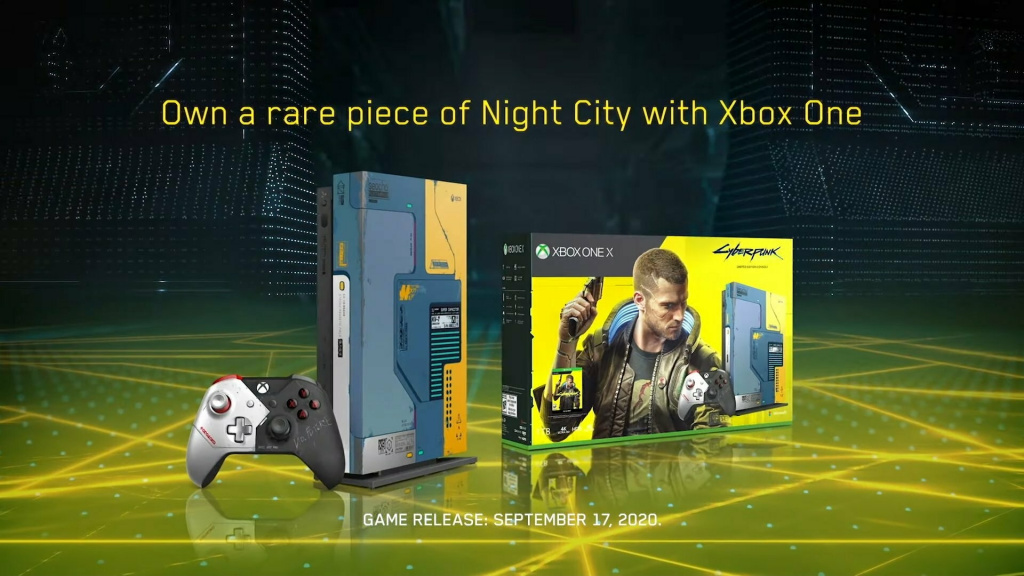 Own a rare piece of Night City with Xbox One
XBOX ONE X
CYBERPUNK
GAME RELEASE: SEPTEMBER 17, 2020.